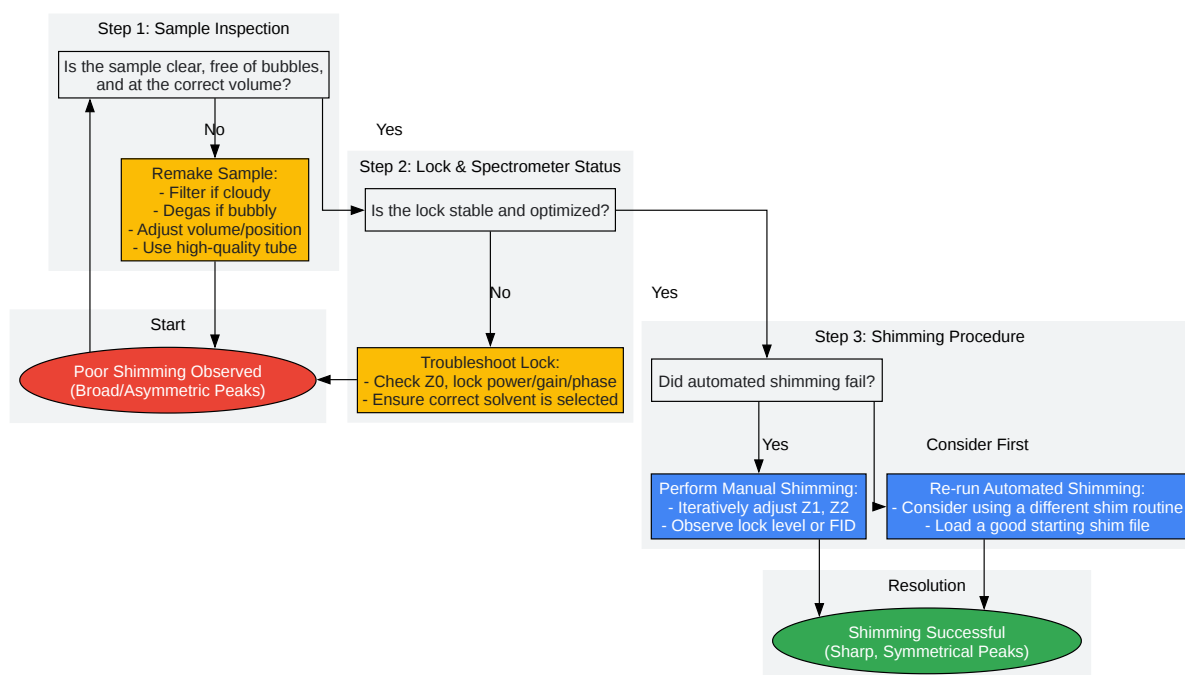 Step 1: Sample Inspection
Is the sample clear, free of bubbles,
and at the correct volume?
No
Yes
Remake Sample:
- Filter if cloudy
- Degas if bubbly
- Adjust volume/position
- Use high-quality tube
Step 2: Lock & Spectrometer Status
Is the lock stable and optimized?
No
Yes
Start
Poor Shimming Observed
(Broad/Asymmetric Peaks)
Troubleshoot Lock:
- Check Z0, lock power/gain/phase
- Ensure correct solvent is selected
Step 3: Shimming Procedure
Did automated shimming fail?
Yes
Consider First
Perform Manual Shimming:
- Iteratively adjust Z1, Z2
- Observe lock level or FID
Re-run Automated Shimming:
- Consider using a different shim routine
- Load a good starting shim file
Resolution
Shimming Successful
(Sharp, Symmetrical Peaks)